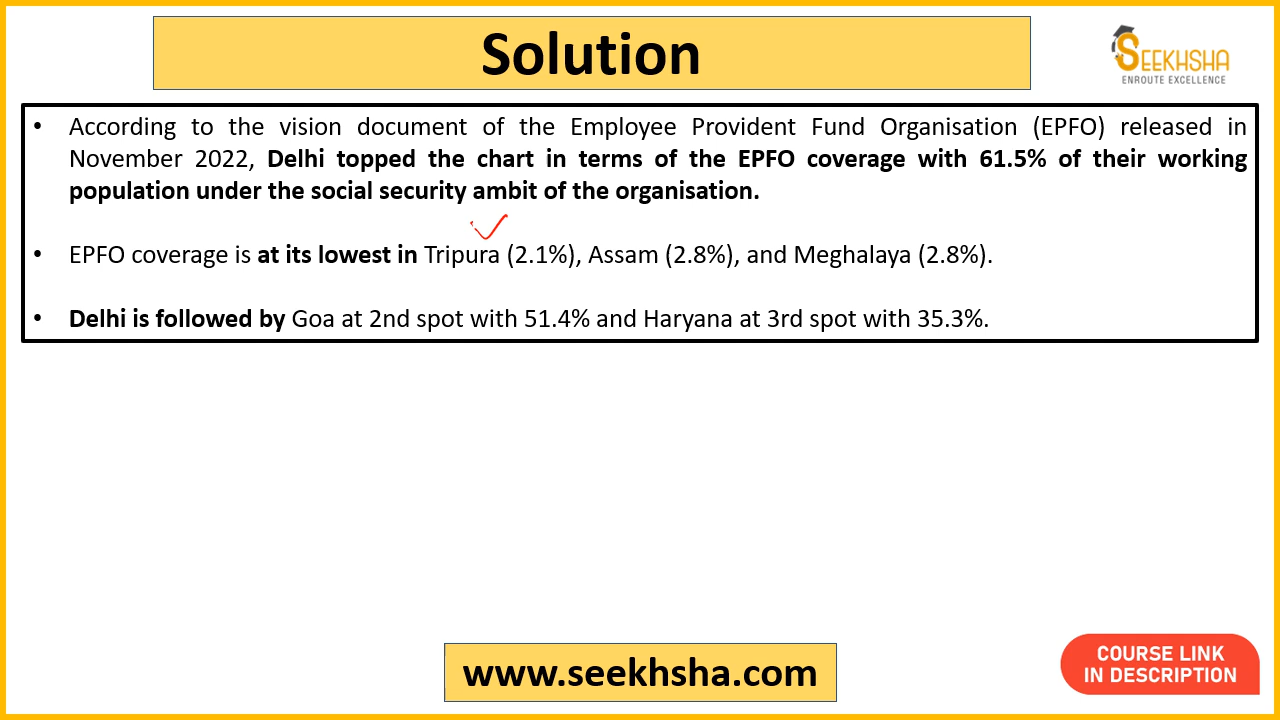 Solution
SEEKHSHA
ENROUTE EXCELLENCE
• According to the vision document of the Employee Provident Fund Organisation (EPFO) released in
November 2022, Delhi topped the chart in terms of the EPFO coverage with 61.5% of their working
population under the social security ambit of the organisation.
• EPFO coverage is at its lowest in Tripura (2.1%), Assam (2.8%), and Meghalaya (2.8%).
• Delhi is followed by Goa at 2nd spot with 51.4% and Haryana at 3rd spot with 35.3%.
www.seekhsha.com
COURSE LINK
IN DESCRIPTION